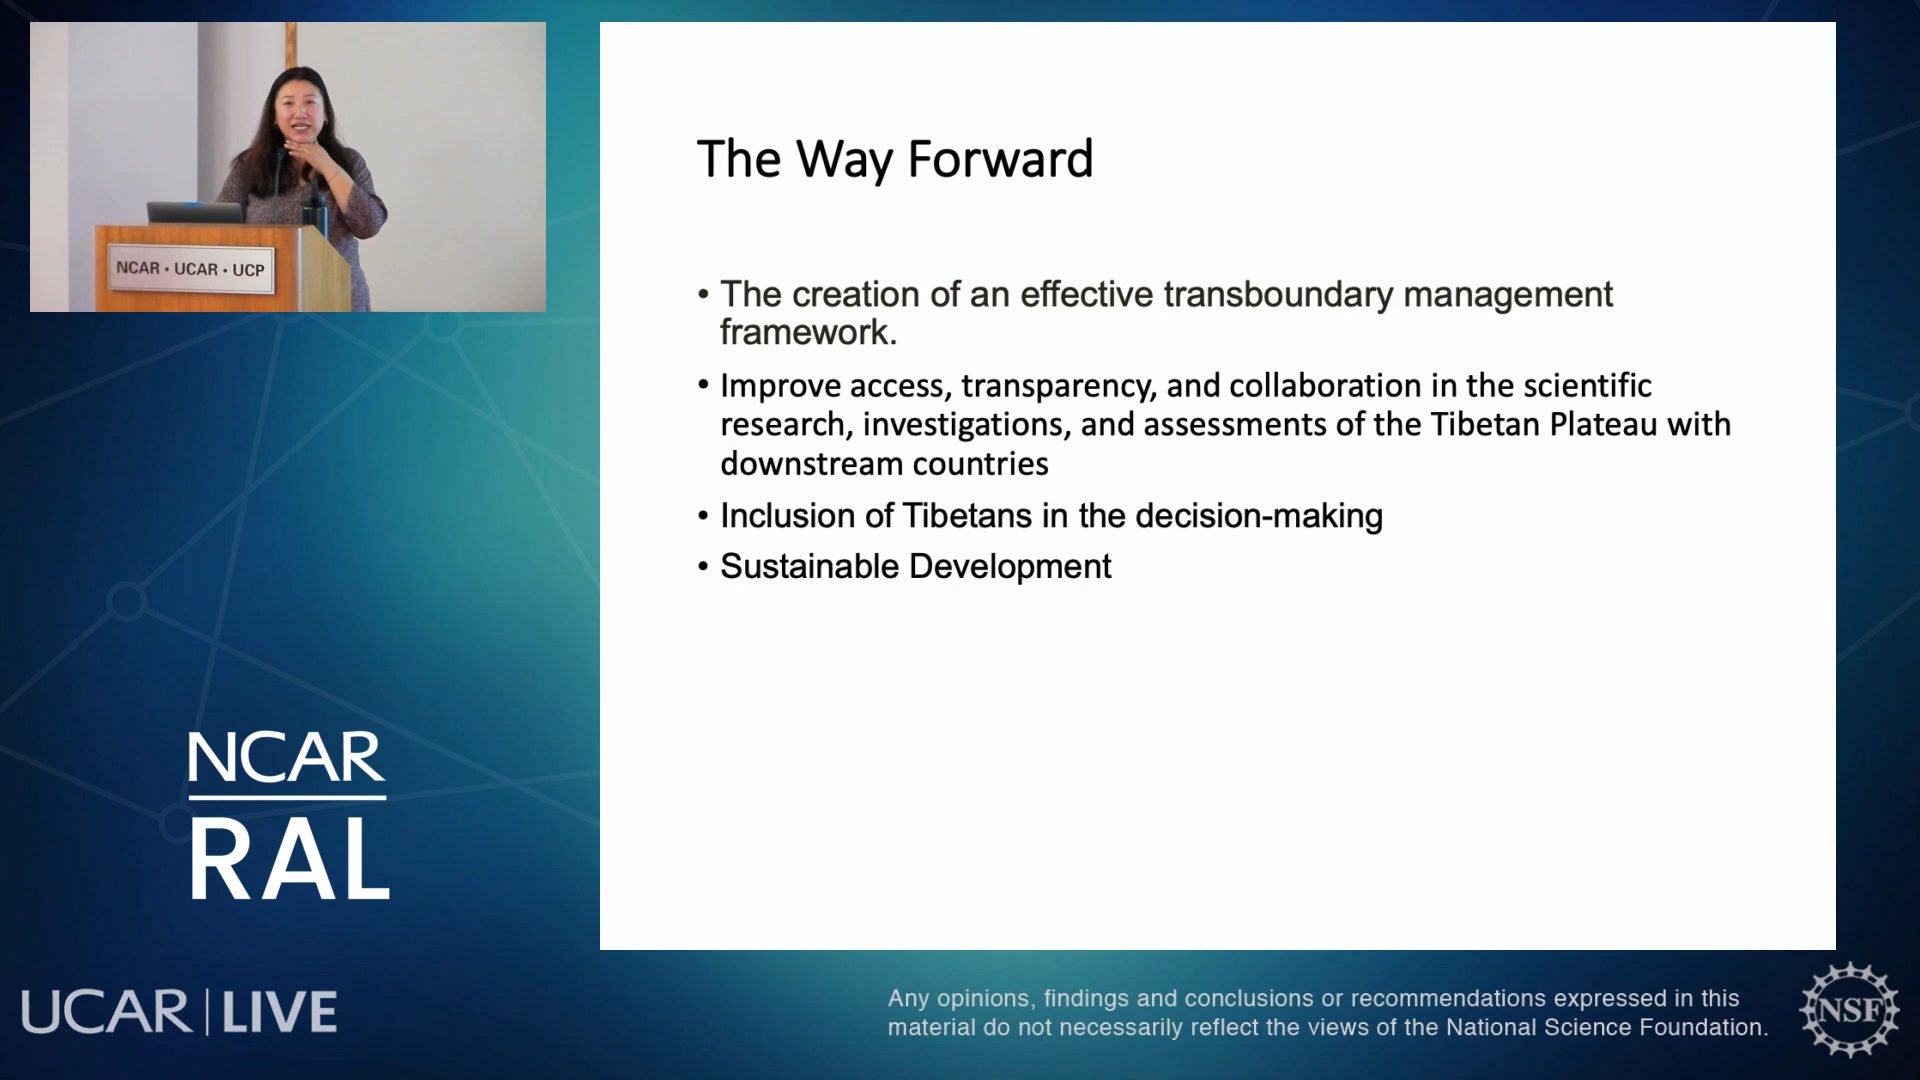 NCAR • UCAR • UCP
The Way Forward
• The creation of an effective transboundary management
framework.
• Improve access, transparency, and collaboration in the scientific
research, investigations, and assessments of the Tibetan Plateau with
downstream countries
• Inclusion of Tibetans in the decision-making
• Sustainable Development
NCAR
RAL
UCAR | LIVE
Any opinions, findings and conclusions or recommendations expressed in this
material do not necessarily reflect the views of the National Science Foundation.
NSF